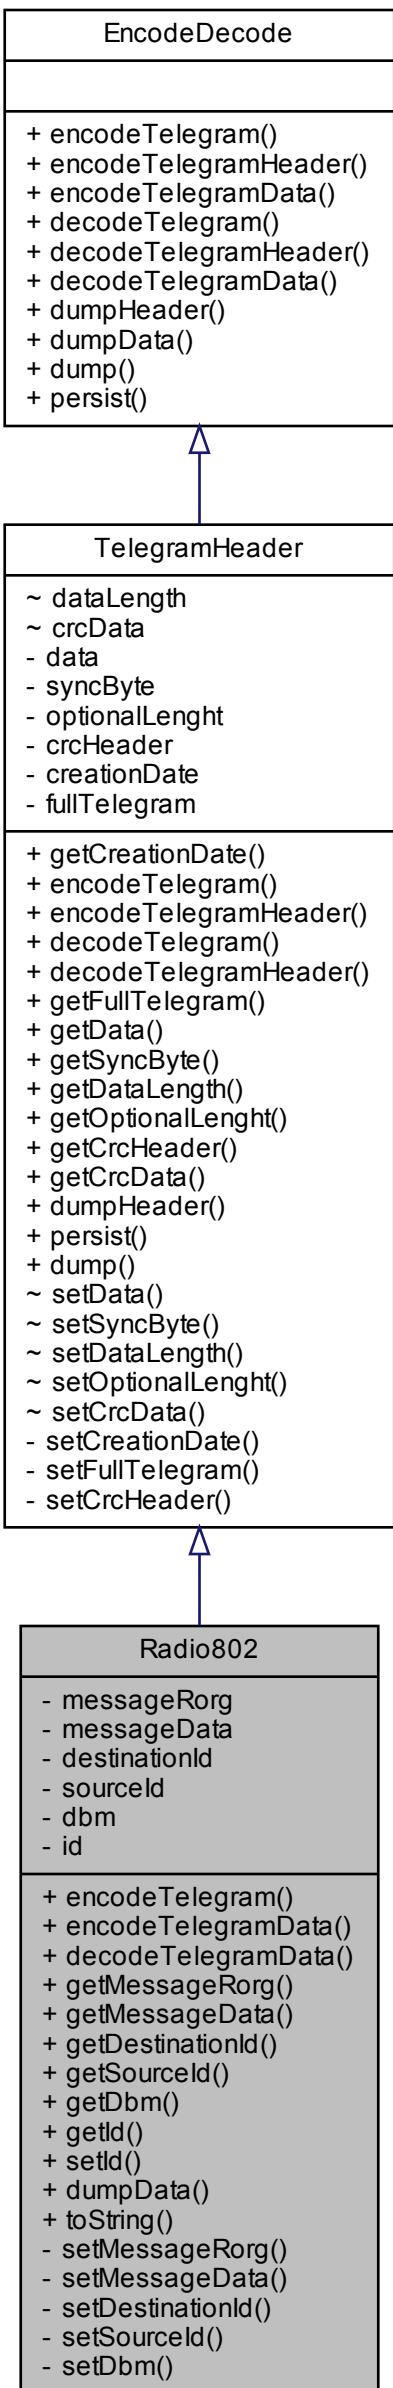 EncodeDecode
+ encodeTelegram()
+ encodeTelegramHeader()
+ encodeTelegramData()
+ decodeTelegram()
+ decodeTelegramHeader()
+ decodeTelegramData()
+ dumpHeader()
+ dumpData()
+ dump()
+ persist()
TelegramHeader
~ dataLength
~ crcData
- data
- syncByte
- optionalLenght
- crcHeader
- creationDate
- fullTelegram
+ getCreationDate()
+ encodeTelegram()
+ encodeTelegramHeader()
+ decodeTelegram()
+ decodeTelegramHeader()
+ getFullTelegram()
+ getData()
+ getSyncByte()
+ getDataLength()
+ getOptionalLenght()
+ getCrcHeader()
+ getCrcData()
+ dumpHeader()
+ persist()
+ dump()
~ setData()
~ setSyncByte()
~ setDataLength()
~ setOptionalLenght()
~ setCrcData()
- setCreationDate()
- setFullTelegram()
- setCrcHeader()
Radio802
- messageRorg
- messageData
- destinationId
- sourceId
- dbm
- id
+ encodeTelegram()
+ encodeTelegramData()
+ decodeTelegramData()
+ getMessageRorg()
+ getMessageData()
+ getDestinationId()
+ getSourceId()
+ getDbm()
+ getId()
+ setId()
+ dumpData()
+ toString()
- setMessageRorg()
- setMessageData()
- setDestinationId()
- setSourceId()
- setDbm()